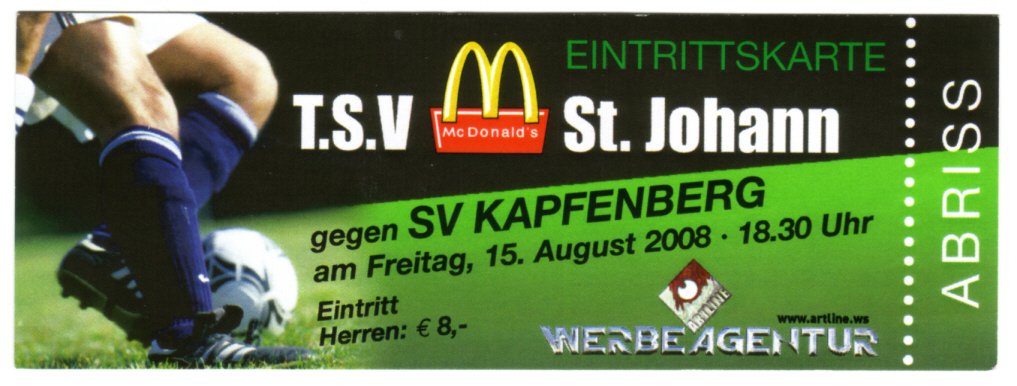 EINTRITTSKARTE
T.S.V McDonald's St. Johann
gegen SV KAPFENBERG
am Freitag, 15. August 2008 · 18.30 Uhr
Eintritt
Herren: € 8,-
ARTLINE
www.artline.ws
WERBEAGENTUR
ABRISS